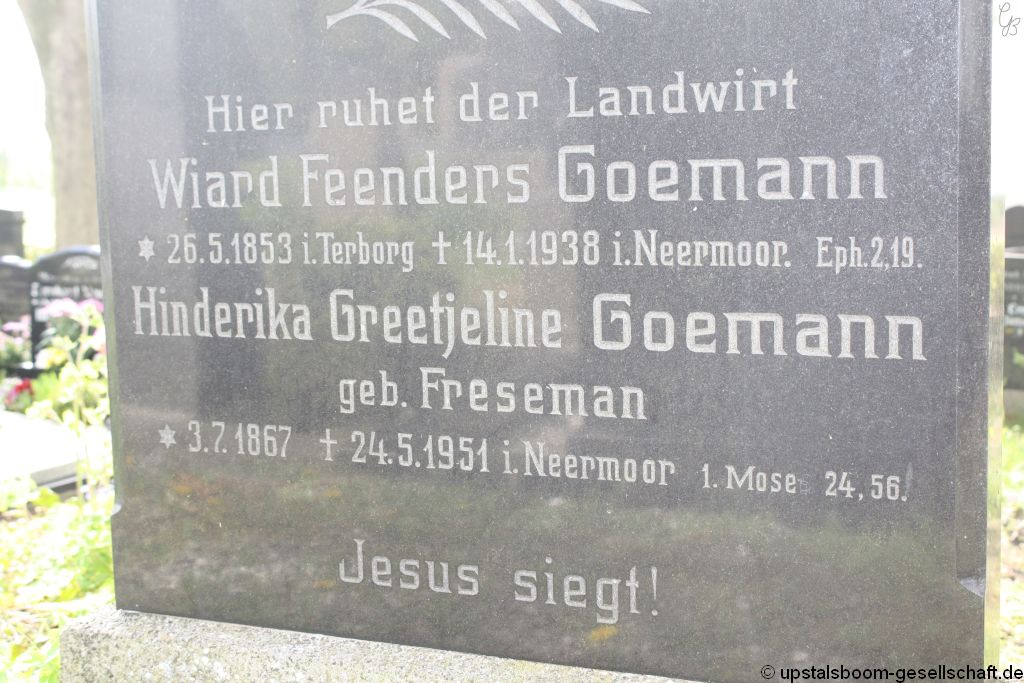 Hier ruhet der Landwirt
Wiard Feenders Goemann
* 26.5.1853 i. Terborg † 14.1.1938 i. Neermoor. Eph. 2,19.
Hinderika Greetjeline Goemann
geb. Freseman
* 3.7.1867 † 24.5.1951 i. Neermoor 1. Mose 24,56.
Jesus siegt!
© upstalsboom-gesellschaft.de